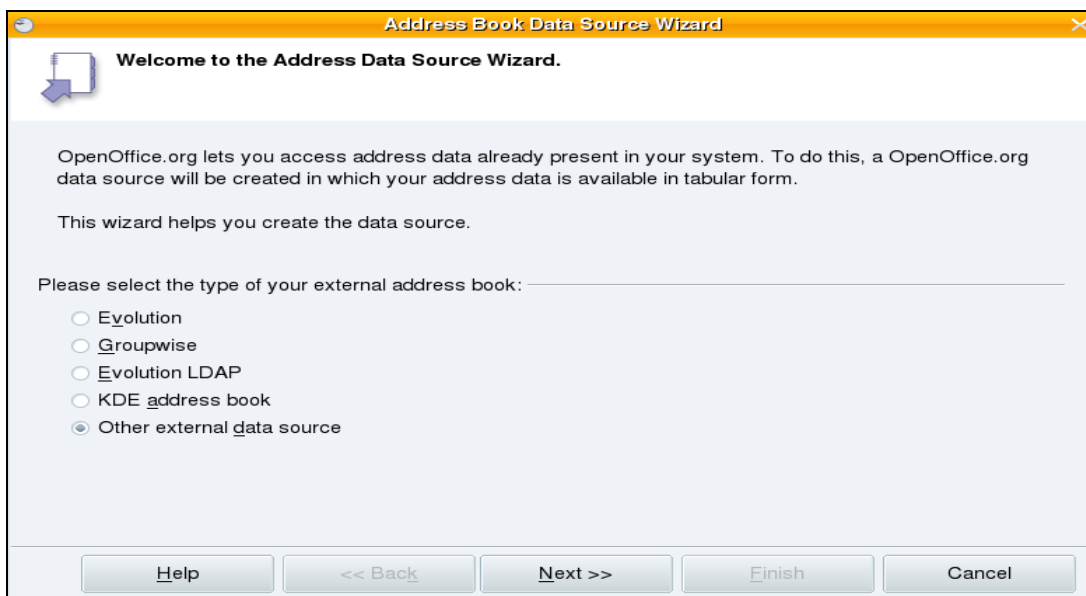 Address Book Data Source Wizard
Welcome to the Address Data Source Wizard.
OpenOffice.org lets you access address data already present in your system. To do this, a OpenOffice.org
data source will be created in which your address data is available in tabular form.
This wizard helps you create the data source.
Please select the type of your external address book:
Evolution
Groupwise
Evolution LDAP
KDE address book
Other external data source
Help << Back Next >> Finish Cancel